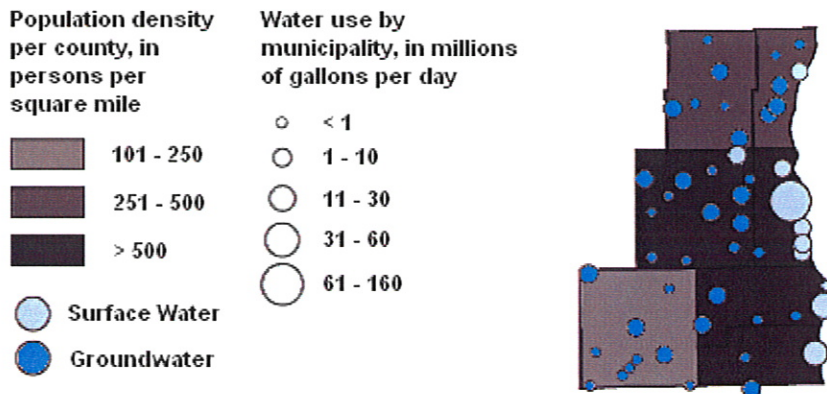 Population density
per county, in
persons per
square mile
101 - 250
251 - 500
> 500
Surface Water
Groundwater
Water use by
municipality, in millions
of gallons per day
< 1
1 - 10
11 - 30
31 - 60
61 - 160